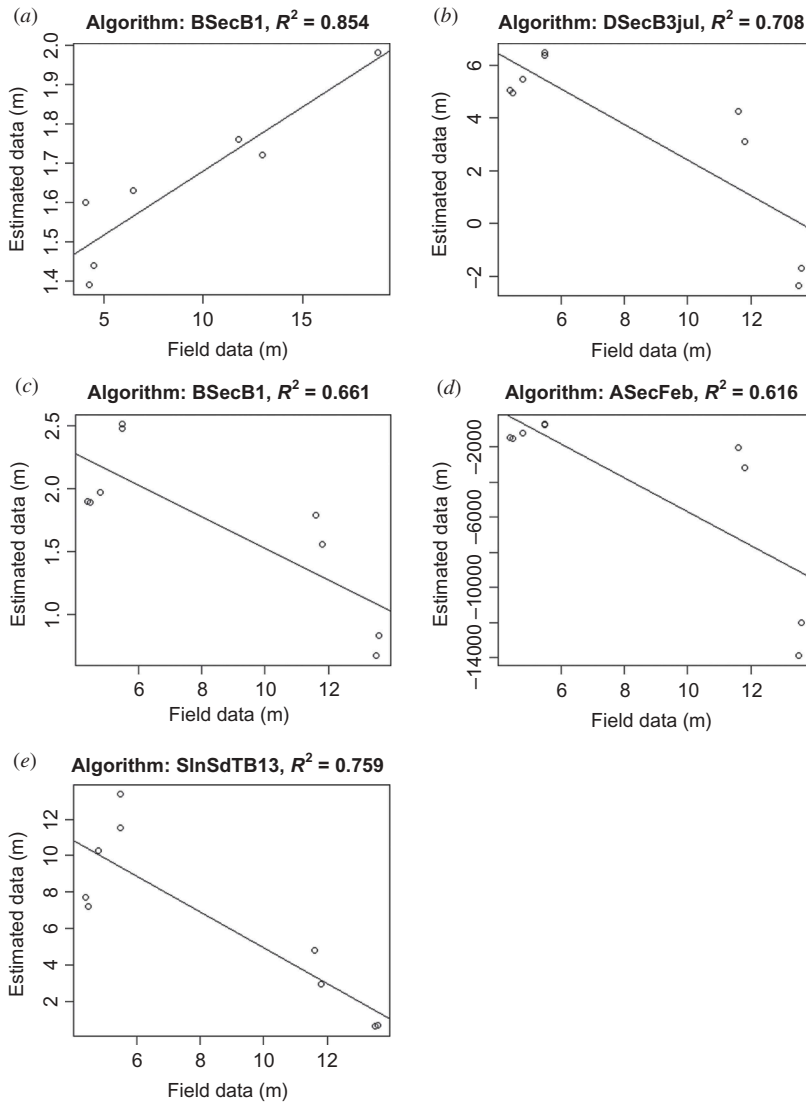 (a) Algorithm: BSecB1, R² = 0.854
Estimated data (m)
2.0
1.9
1.8
1.7
1.6
1.5
1.4
5 10 15
Field data (m)
(b) Algorithm: DSecB3jul, R² = 0.708
Estimated data (m)
6
4
2
0
−2
6 8 10 12
Field data (m)
(c) Algorithm: BSecB1, R² = 0.661
Estimated data (m)
2.5
2.0
1.5
1.0
6 8 10 12
Field data (m)
(d) Algorithm: ASecFeb, R² = 0.616
Estimated data (m)
−2000
−6000
−10000
−14000
6 8 10 12
Field data (m)
(e) Algorithm: SlnSdTB13, R² = 0.759
Estimated data (m)
12
10
8
6
4
2
6 8 10 12
Field data (m)